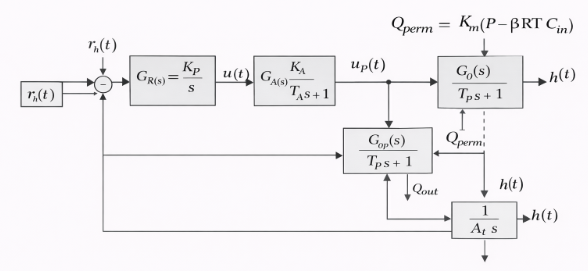 Q_perm = K_m(P − βRT C_in)
r_h(t)
r_h(t)
−
G_R(s) = K_P / s
u(t)
G_A(s) K_A / T_A s + 1
u_P(t)
G_0(s) / T_P s + 1
h(t)
Q_perm
G_op(s) / T_P s + 1
Q_out
h(t)
1 / A_t s
h(t)